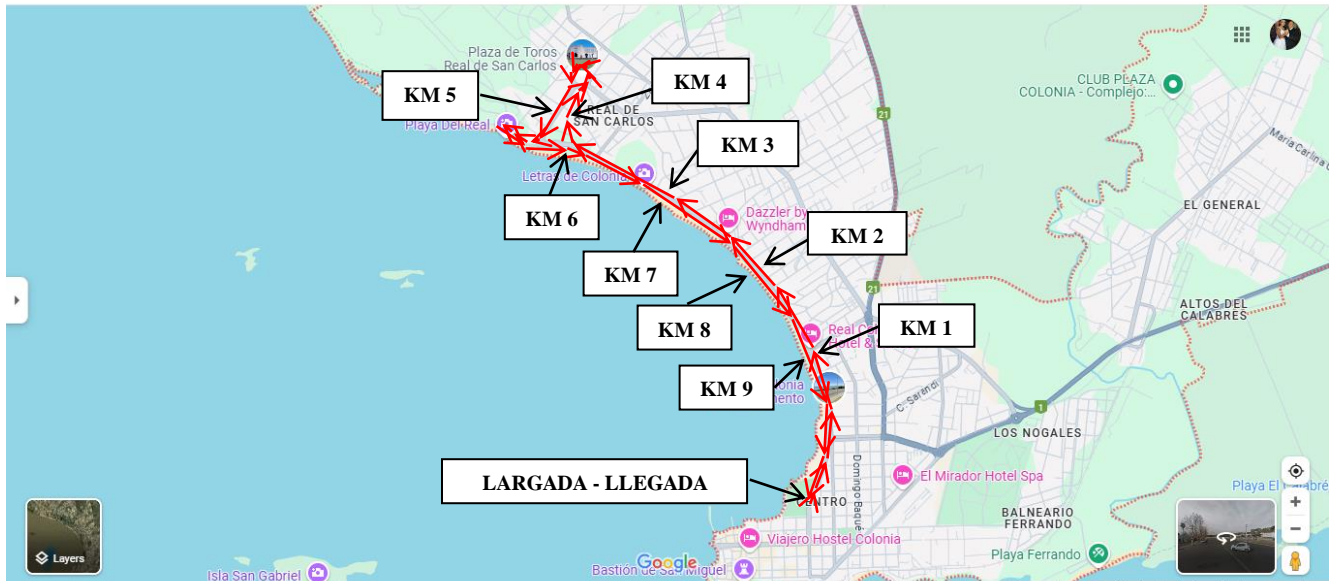 Plaza de Toros
Real de San Carlos
CLUB PLAZA
COLONIA - Complejo:...
KM 5
KM 4
REAL DE
SAN CARLOS
21
Playa Del Real
KM 3
Letras de Colonia
EL GENERAL
Dazzler by
Wyndham
KM 6
KM 2
KM 7
21
ALTOS DEL
CALABRÉS
KM 8
KM 1
Hotel &
KM 9
C. Sarandí
1
LOS NOGALES
LARGADA - LLEGADA
El Mirador Hotel Spa
Domingo Baqué
BALNEARIO
FERRANDO
Viajero Hostel Colonia
Playa Ferrando
Layers
Google
Isla San Gabriel
Bastión de San Miguel